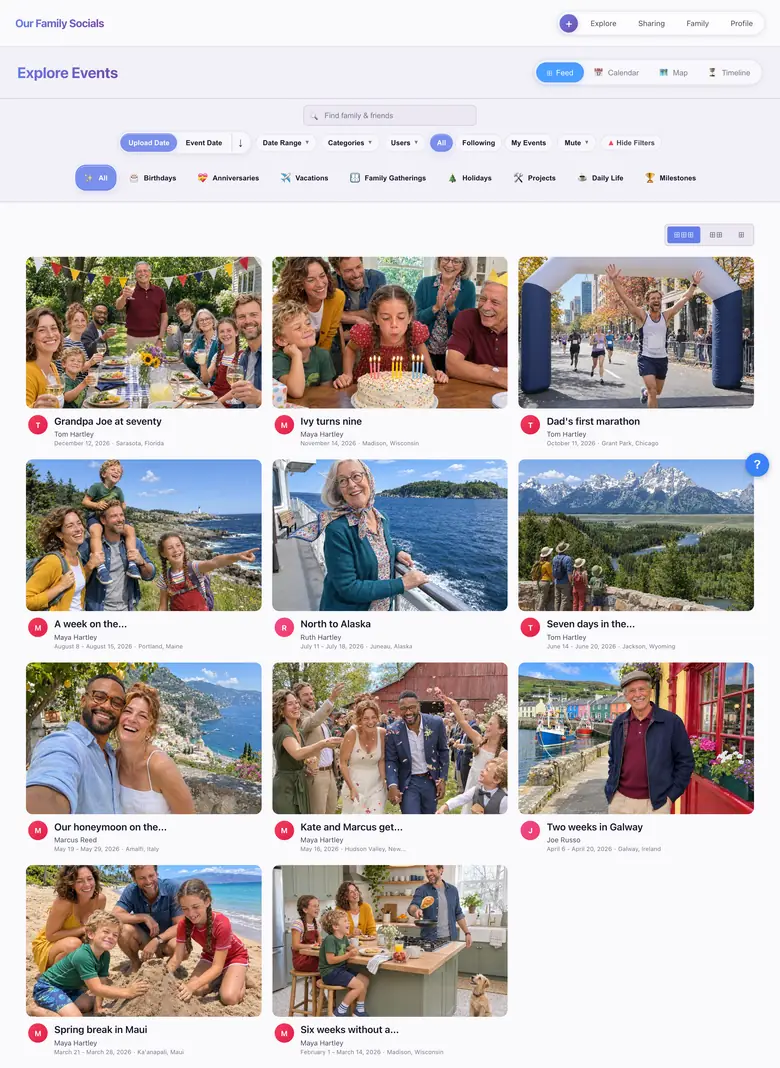 Our Family Socials
+ Explore Sharing Family Profile
Explore Events
Feed Calendar Map Timeline
Find family & friends
Upload Date Event Date ↓ Date Range ▼ Categories ▼ Users ▼ All Following My Events Mute ▼ ▲ Hide Filters
All Birthdays Anniversaries Vacations Family Gatherings Holidays Projects Daily Life Milestones
T Grandpa Joe at seventy
Tom Hartley
December 12, 2026 · Sarasota, Florida
M Ivy turns nine
Maya Hartley
November 14, 2026 · Madison, Wisconsin
T Dad's first marathon
Tom Hartley
October 11, 2026 · Grant Park, Chicago
?
M A week on the...
Maya Hartley
August 8 - August 15, 2026 · Portland, Maine
R North to Alaska
Ruth Hartley
July 11 - July 18, 2026 · Juneau, Alaska
T Seven days in the...
Tom Hartley
June 14 - June 20, 2026 · Jackson, Wyoming
M Our honeymoon on the...
Marcus Reed
May 19 - May 29, 2026 · Amalfi, Italy
M Kate and Marcus get...
Maya Hartley
May 16, 2026 · Hudson Valley, New...
J Two weeks in Galway
Joe Russo
April 6 - April 20, 2026 · Galway, Ireland
M Spring break in Maui
Maya Hartley
March 21 - March 28, 2026 · Ka'anapali, Maui
M Six weeks without a...
Maya Hartley
February 1 - March 14, 2026 · Madison, Wisconsin